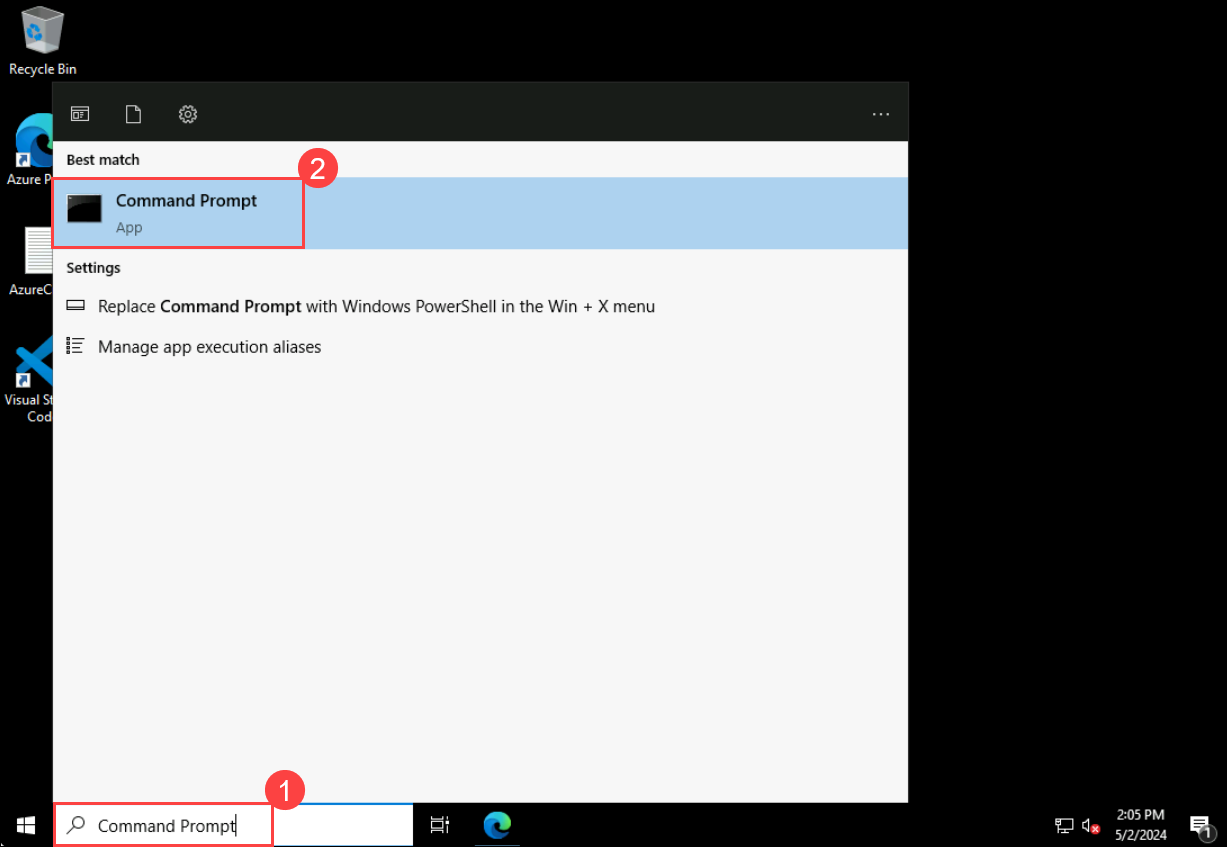 Recycle Bin
Azure P
AzureC
Visual St
Cod
Best match
2
Command Prompt
App
Settings
Replace Command Prompt with Windows PowerShell in the Win + X menu
Manage app execution aliases
1
Command Prompt
2:05 PM
5/2/2024
1